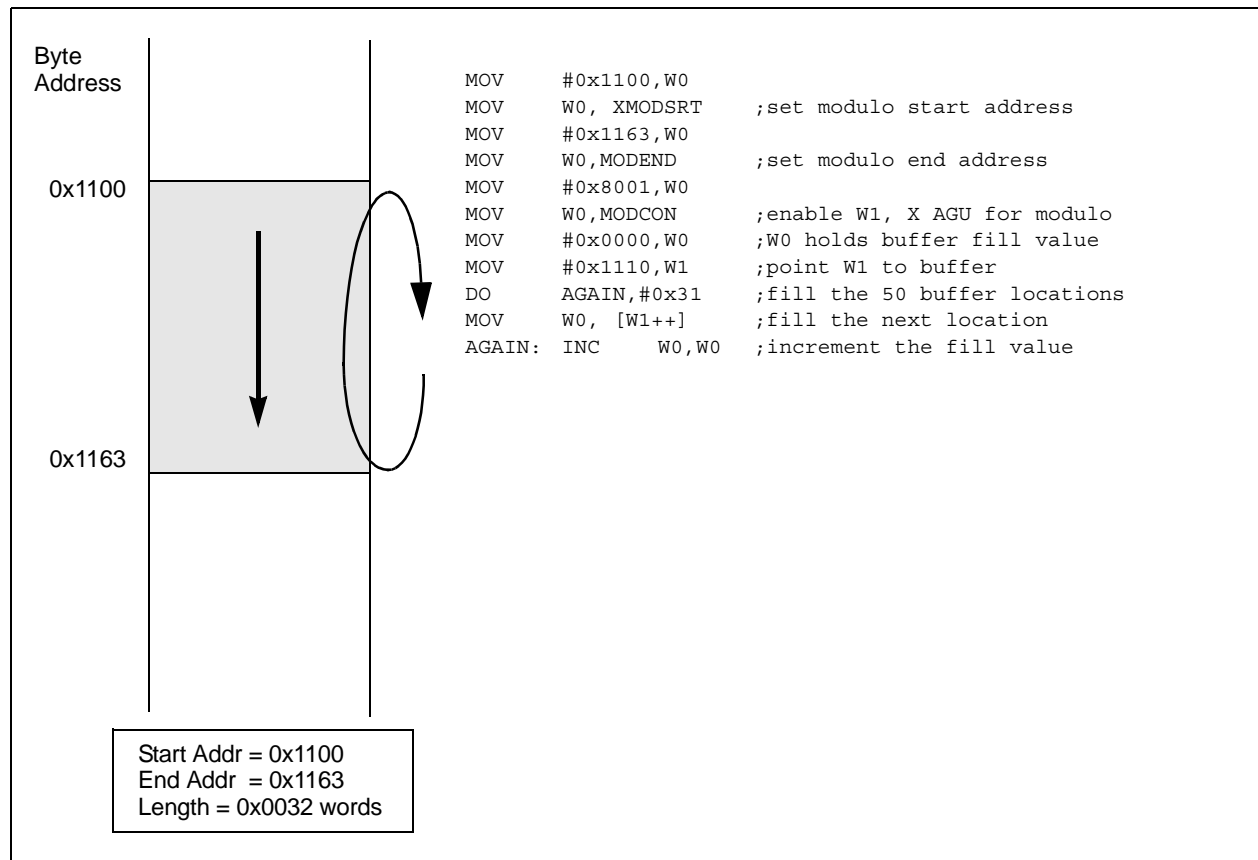 Byte
Address
0x1100
0x1163
MOV #0x1100,W0
MOV W0, XMODSRT ;set modulo start address
MOV #0x1163,W0
MOV W0,MODEND ;set modulo end address
MOV #0x8001,W0
MOV W0,MODCON ;enable W1, X AGU for modulo
MOV #0x0000,W0 ;W0 holds buffer fill value
MOV #0x1110,W1 ;point W1 to buffer
DO AGAIN,#0x31 ;fill the 50 buffer locations
MOV W0, [W1++] ;fill the next location
AGAIN: INC W0,W0 ;increment the fill value
Start Addr = 0x1100
End Addr = 0x1163
Length = 0x0032 words